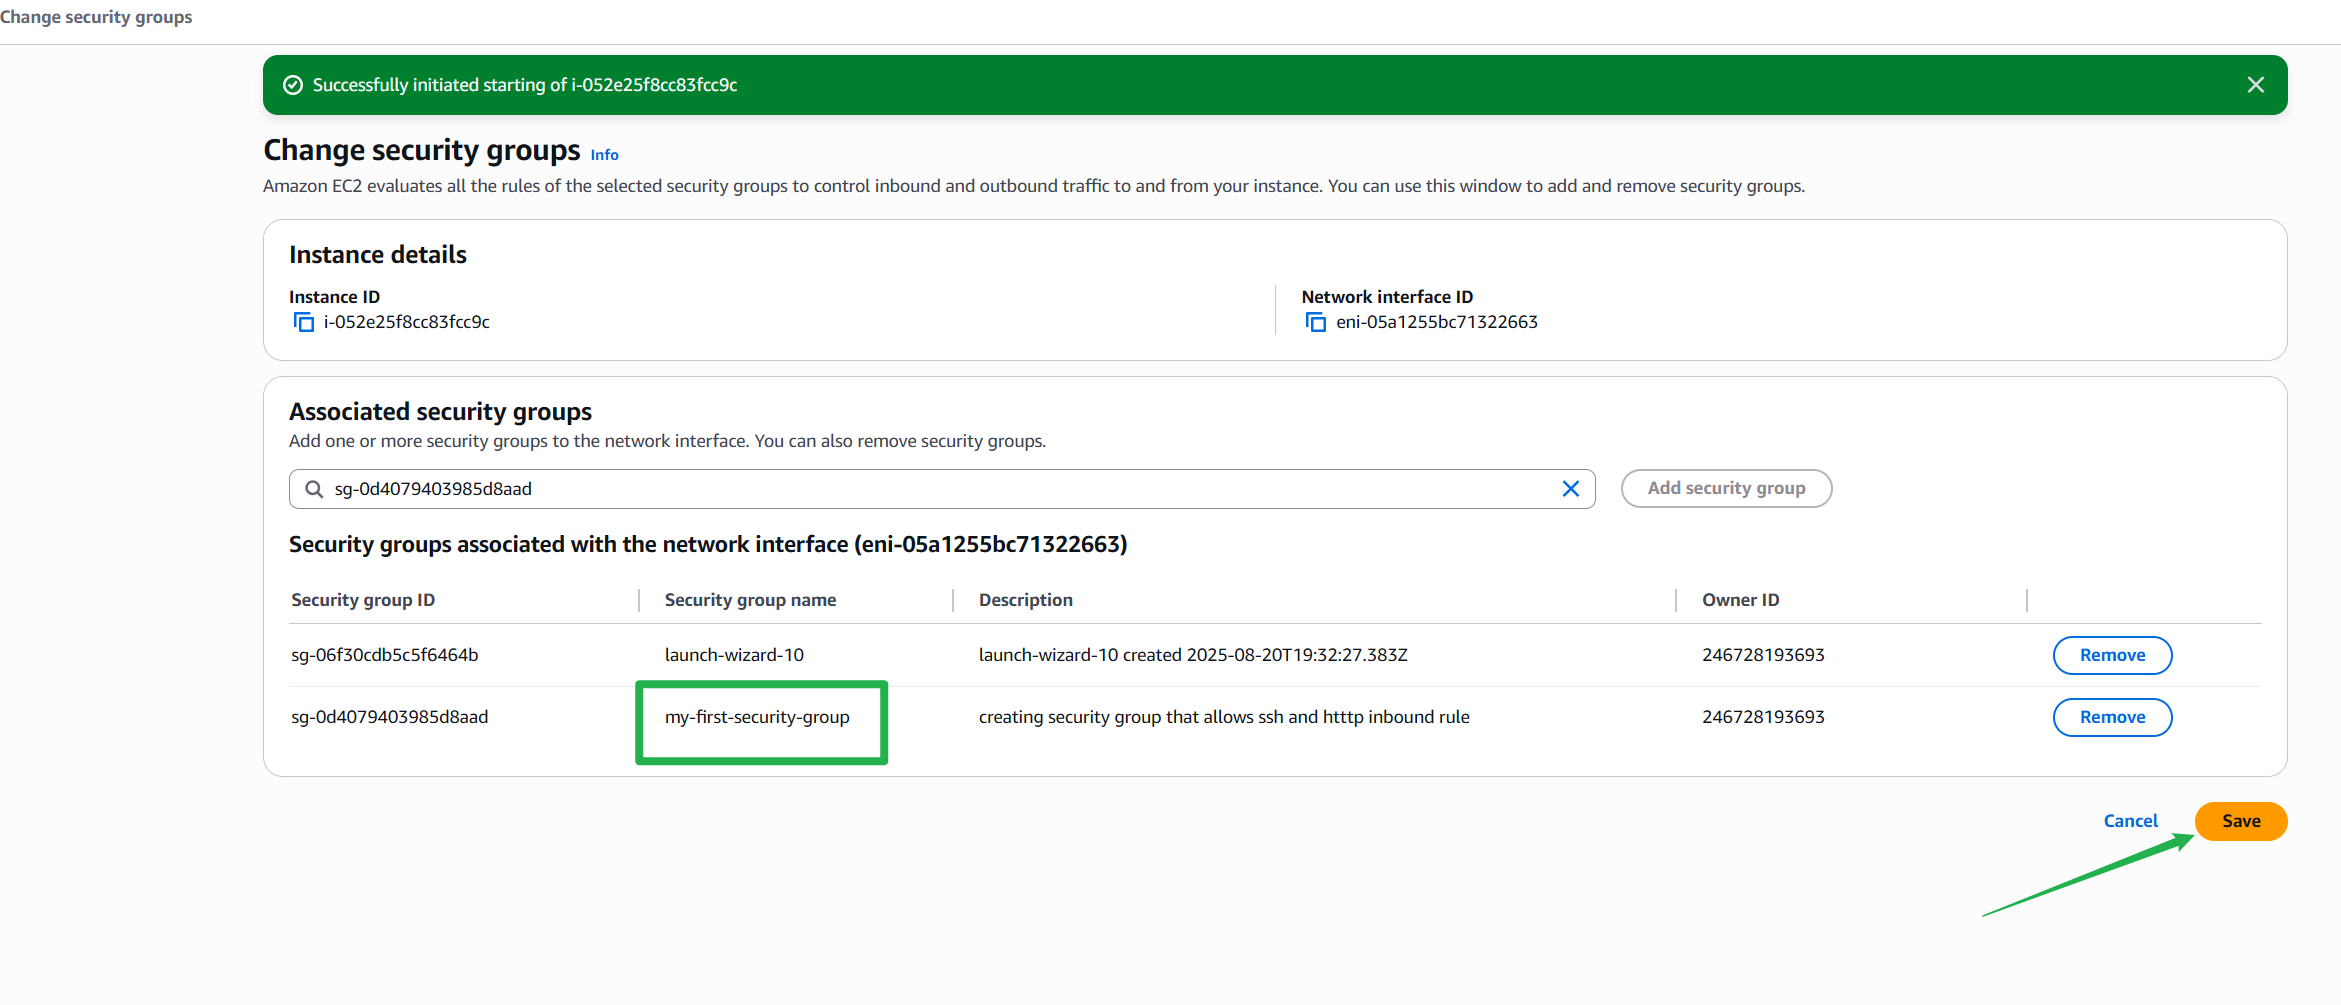 Change security groups
Successfully initiated starting of i-052e25f8cc83fcc9c
Change security groups Info
Amazon EC2 evaluates all the rules of the selected security groups to control inbound and outbound traffic to and from your instance. You can use this window to add and remove security groups.
Instance details
Instance ID
i-052e25f8cc83fcc9c
Network interface ID
eni-05a1255bc71322663
Associated security groups
Add one or more security groups to the network interface. You can also remove security groups.
sg-0d4079403985d8aad
Add security group
Security groups associated with the network interface (eni-05a1255bc71322663)
Security group ID Security group name Description Owner ID
sg-06f30cdb5c5f6464b launch-wizard-10 launch-wizard-10 created 2025-08-20T19:32:27.383Z 246728193693 Remove
sg-0d4079403985d8aad my-first-security-group creating security group that allows ssh and htttp inbound rule 246728193693 Remove
Cancel Save